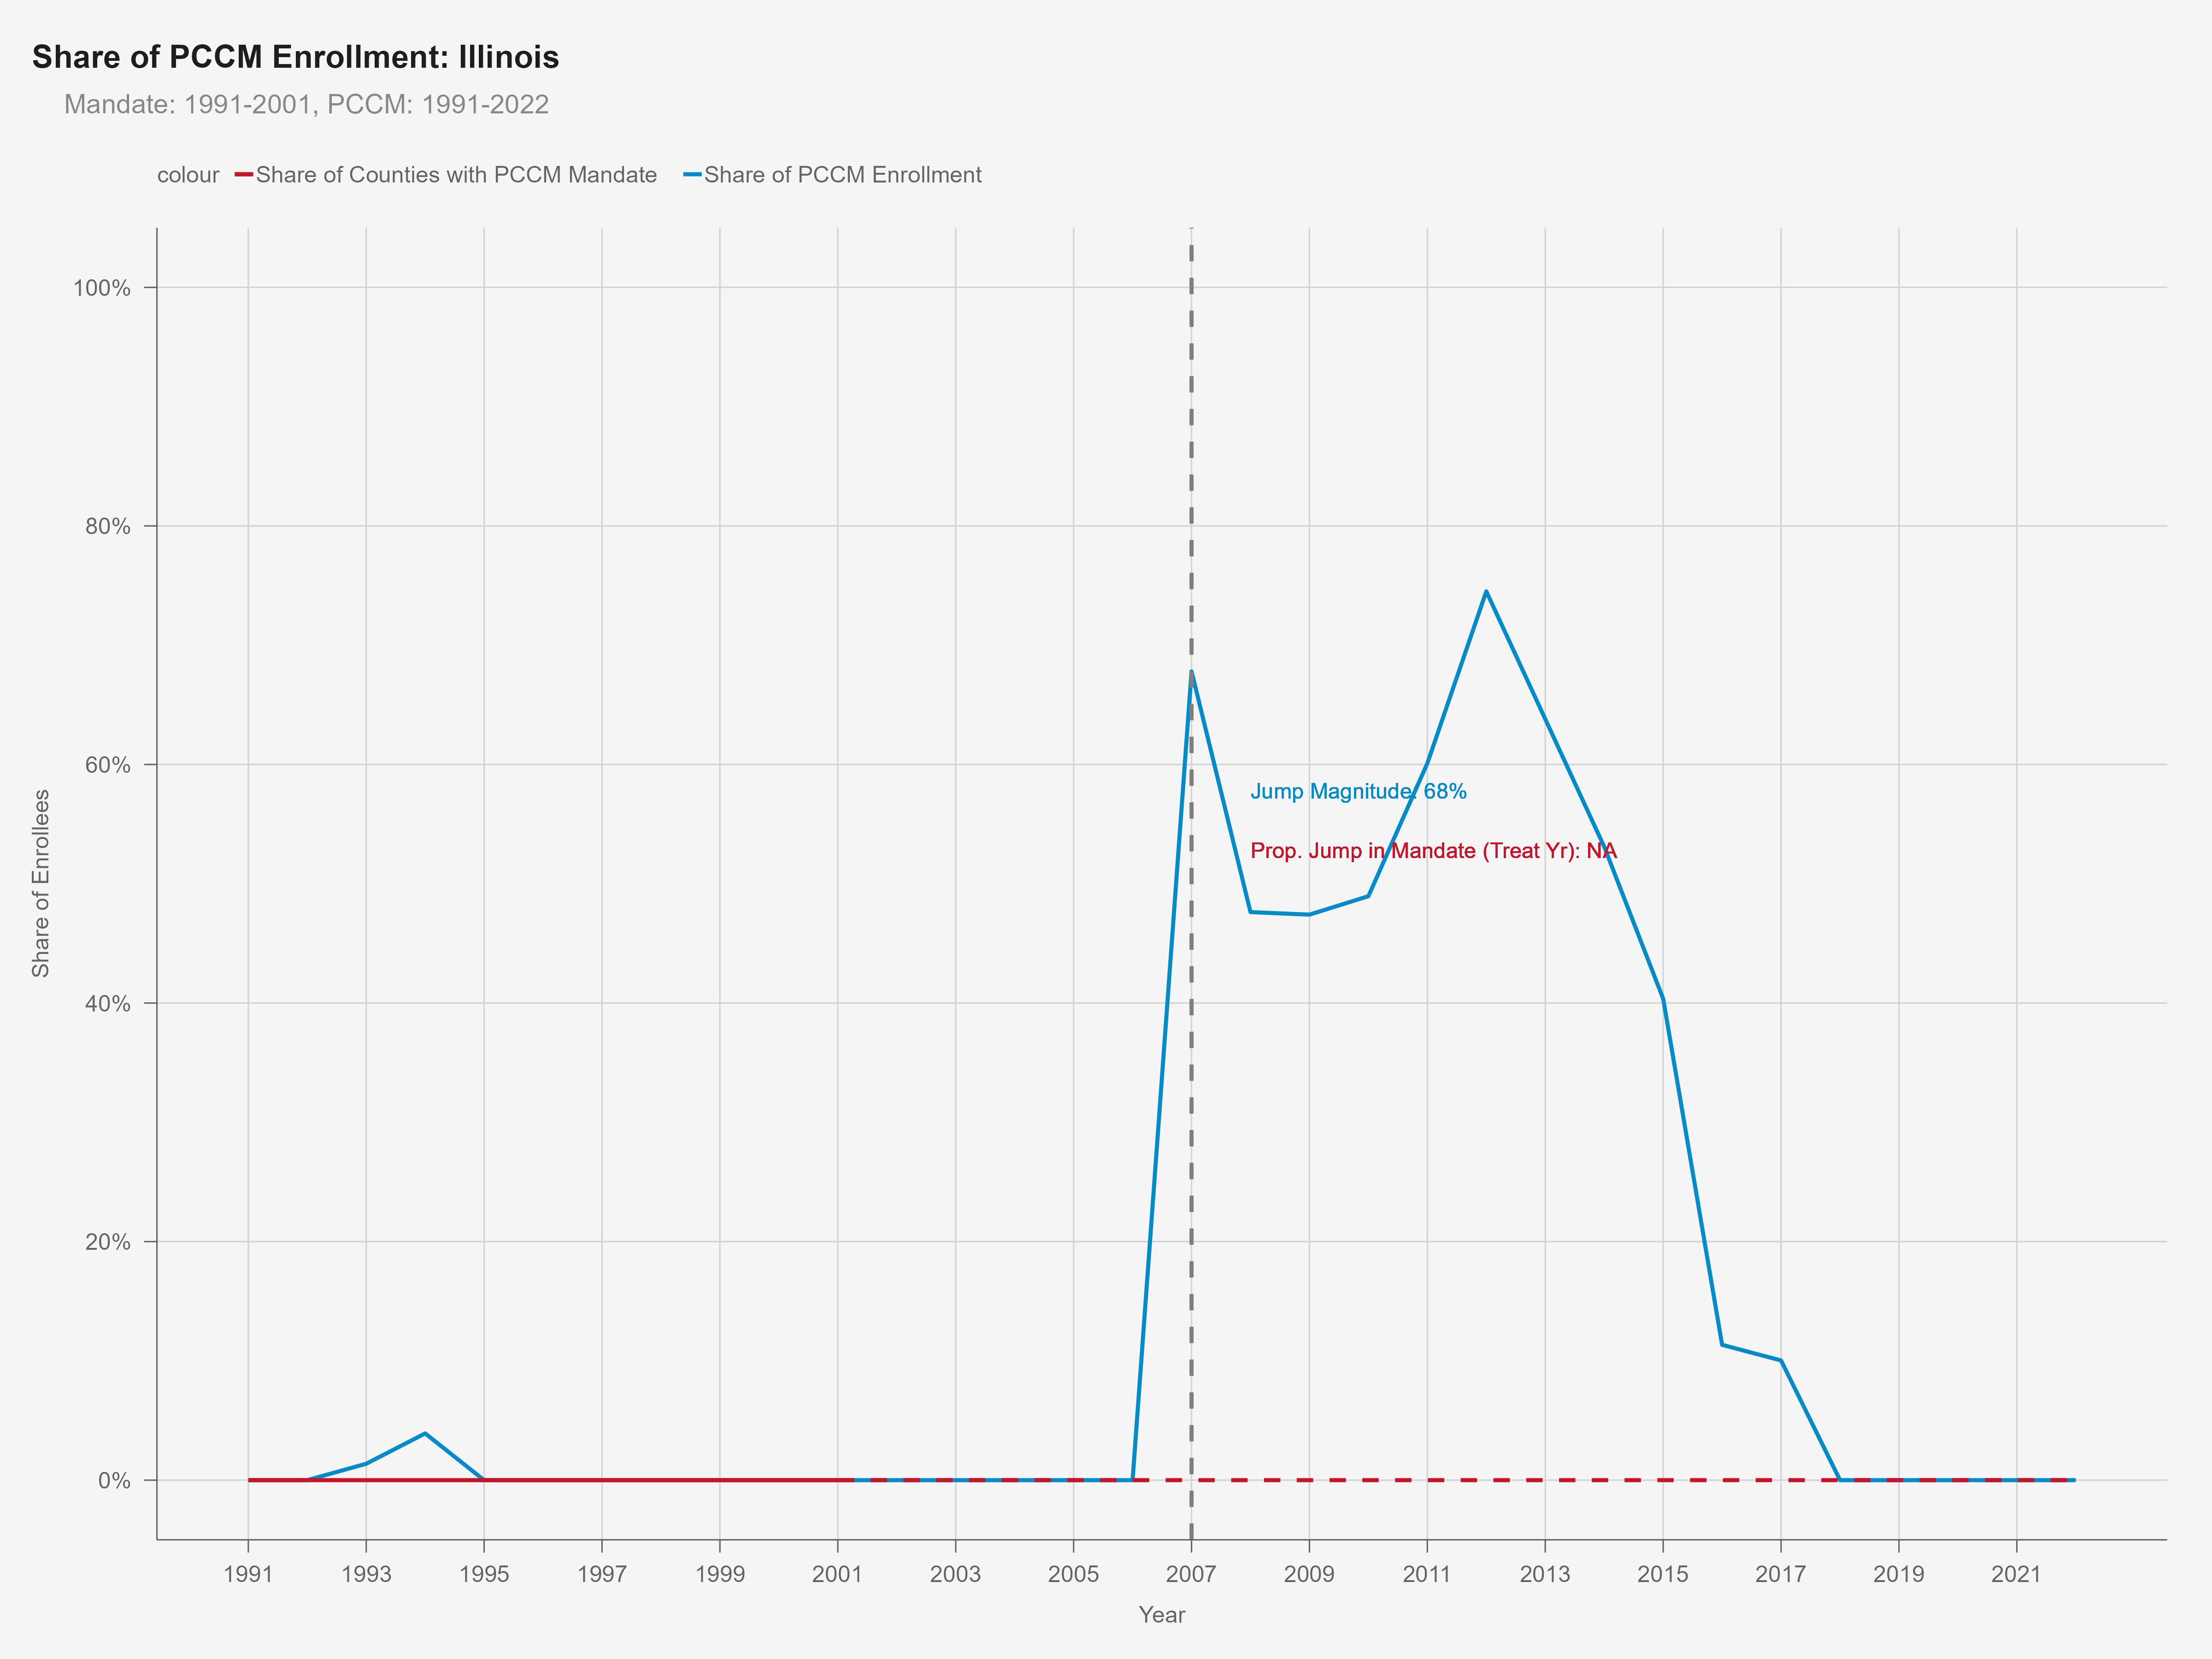 Share of PCCM Enrollment: Illinois
Mandate: 1991-2001, PCCM: 1991-2022
colour Share of Counties with PCCM Mandate Share of PCCM Enrollment
100%
80%
60%
40%
20%
0%
Share of Enrollees
Jump Magnitude: 68%
Prop. Jump in Mandate (Treat Yr): NA
1991 1993 1995 1997 1999 2001 2003 2005 2007 2009 2011 2013 2015 2017 2019 2021
Year